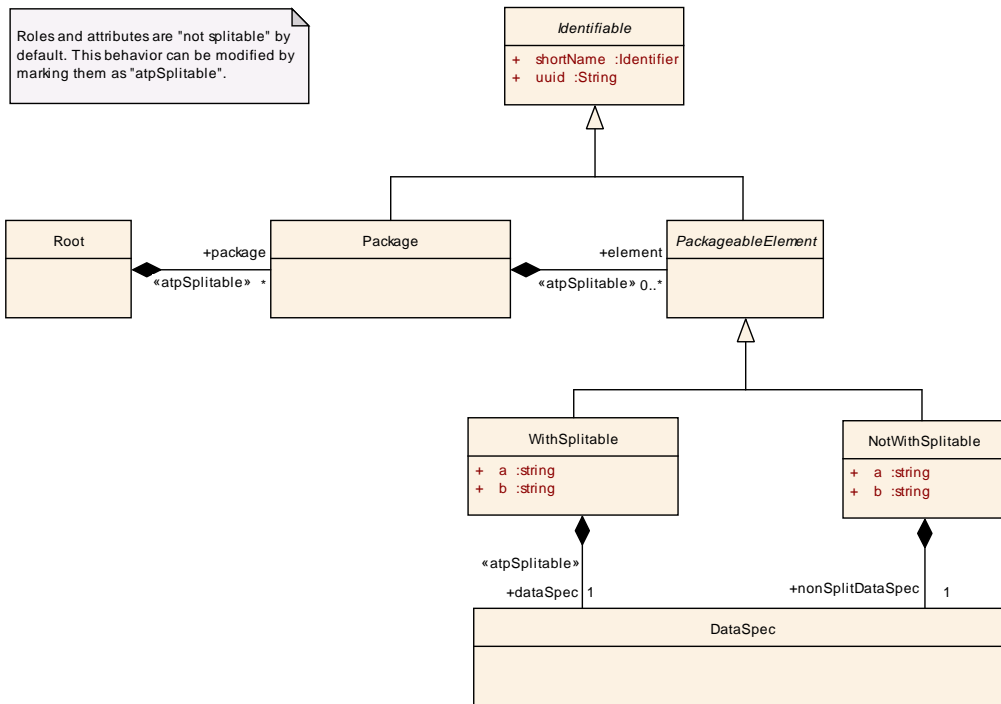 Roles and attributes are "not splitable" by
default. This behavior can be modified by
marking them as "atpSplitable".
Identifiable
+ shortName :Identifier
+ uuid :String
Root
+package
«atpSplitable» *
Package
+element
«atpSplitable» 0..*
PackageableElement
WithSplitable
+ a :string
+ b :string
NotWithSplitable
+ a :string
+ b :string
«atpSplitable»
+dataSpec 1
+nonSplitDataSpec 1
DataSpec